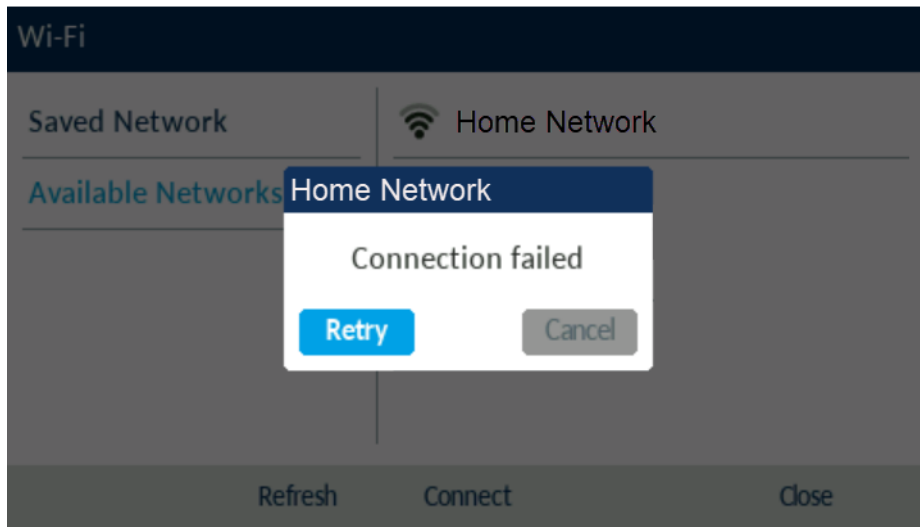 Wi-Fi
Saved Network
Home Network
Available Networks
Home Network
Connection failed
Retry Cancel
Refresh Connect Close